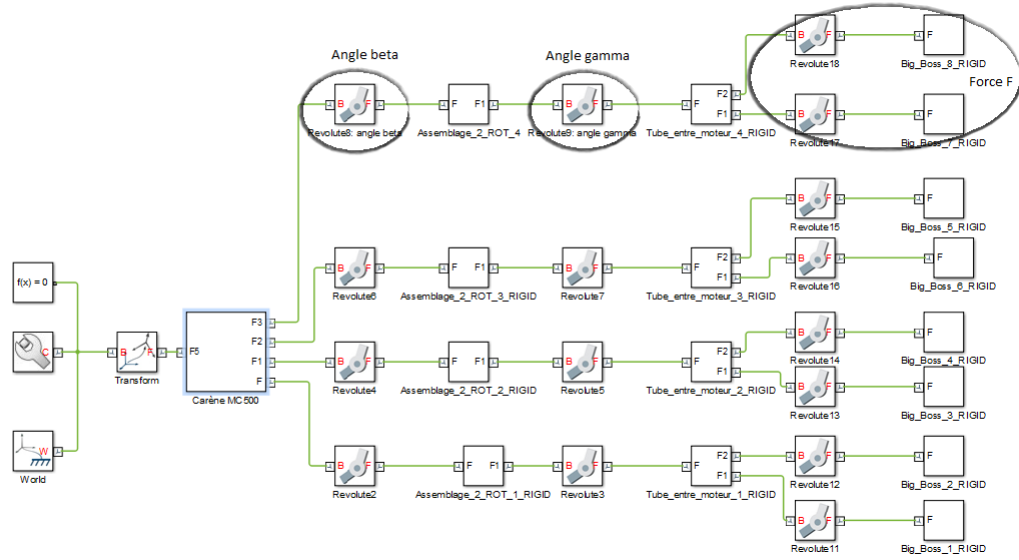 Angle beta
Angle gamma
Force F
B F
Revolute18
F
Big_Boss_8_RIGID
B F
Revolute8: angle beta
F F1
Assemblage_2_ROT_4
B F
Revolute9: angle gamma
F F2
F1
Tube_entre_moteur_4_RIGID
B F
Revolute17
F
Big_Boss_7_RIGID
B F
Revolute15
F
Big_Boss_5_RIGID
B F
Revolute6
F F1
Assemblage_2_ROT_3_RIGID
B F
Revolute7
F F2
F1
Tube_entre_moteur_3_RIGID
B F
Revolute16
F
Big_Boss_6_RIGID
f(x) = 0
C
B F
Transform
F5
F3
F2
F1
F
Carène MC500
W
World
B F
Revolute4
F F1
Assemblage_2_ROT_2_RIGID
B F
Revolute5
F F2
F1
Tube_entre_moteur_2_RIGID
B F
Revolute14
F
Big_Boss_4_RIGID
B F
Revolute13
F
Big_Boss_3_RIGID
B F
Revolute2
F F1
Assemblage_2_ROT_1_RIGID
B F
Revolute3
F F2
F1
Tube_entre_moteur_1_RIGID
B F
Revolute12
F
Big_Boss_2_RIGID
B F
Revolute11
F
Big_Boss_1_RIGID